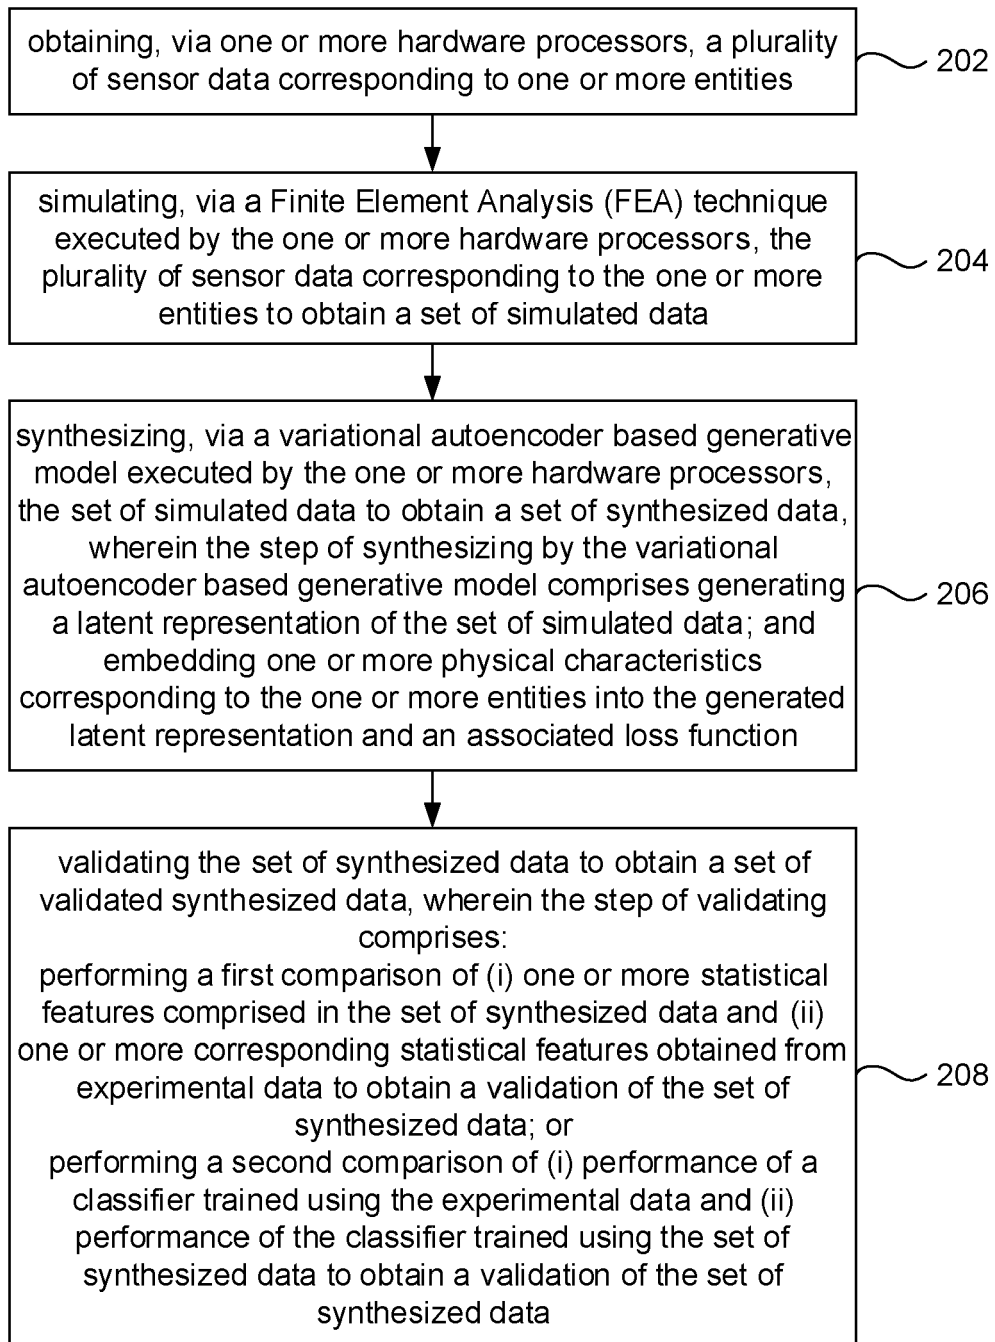 obtaining, via one or more hardware processors, a plurality
of sensor data corresponding to one or more entities
202
simulating, via a Finite Element Analysis (FEA) technique
executed by the one or more hardware processors, the
plurality of sensor data corresponding to the one or more
entities to obtain a set of simulated data
204
synthesizing, via a variational autoencoder based generative
model executed by the one or more hardware processors,
the set of simulated data to obtain a set of synthesized data,
wherein the step of synthesizing by the variational
autoencoder based generative model comprises generating
a latent representation of the set of simulated data; and
embedding one or more physical characteristics
corresponding to the one or more entities into the generated
latent representation and an associated loss function
206
validating the set of synthesized data to obtain a set of
validated synthesized data, wherein the step of validating
comprises:
performing a first comparison of (i) one or more statistical
features comprised in the set of synthesized data and (ii)
one or more corresponding statistical features obtained from
experimental data to obtain a validation of the set of
synthesized data; or
performing a second comparison of (i) performance of a
classifier trained using the experimental data and (ii)
performance of the classifier trained using the set of
synthesized data to obtain a validation of the set of
synthesized data
208